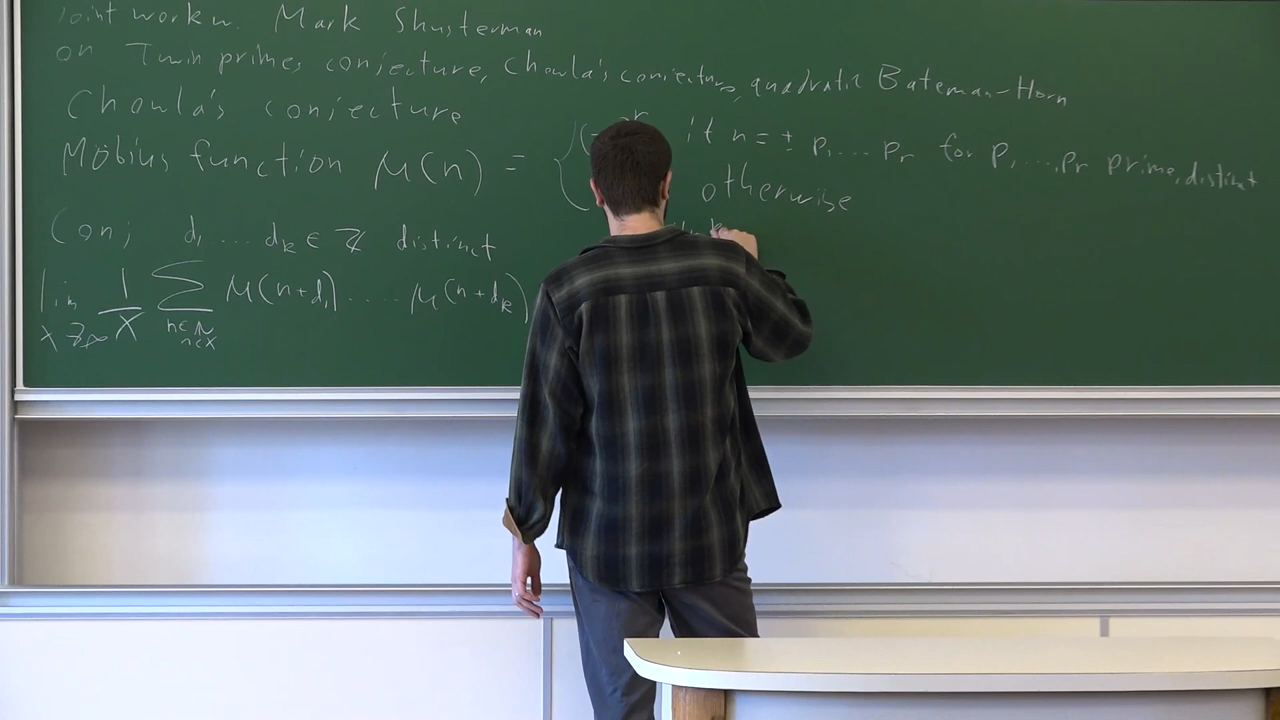 Joint work w. Mark Shusterman
on Twin primes conjecture, Chowla's conjecture, quadratic Bateman-Horn
Chowla's conjecture
Möbius function μ(n) = { (- r if n = ± p₁ .... pᵣ for p₁, ..., pᵣ prime, distinct
otherwise
Conj d₁ .... dₖ ∈ ℤ distinct
lim x→∞ 1/X ∑ n∈ℕ n<X μ(n+d₁) .... μ(n+dₖ)